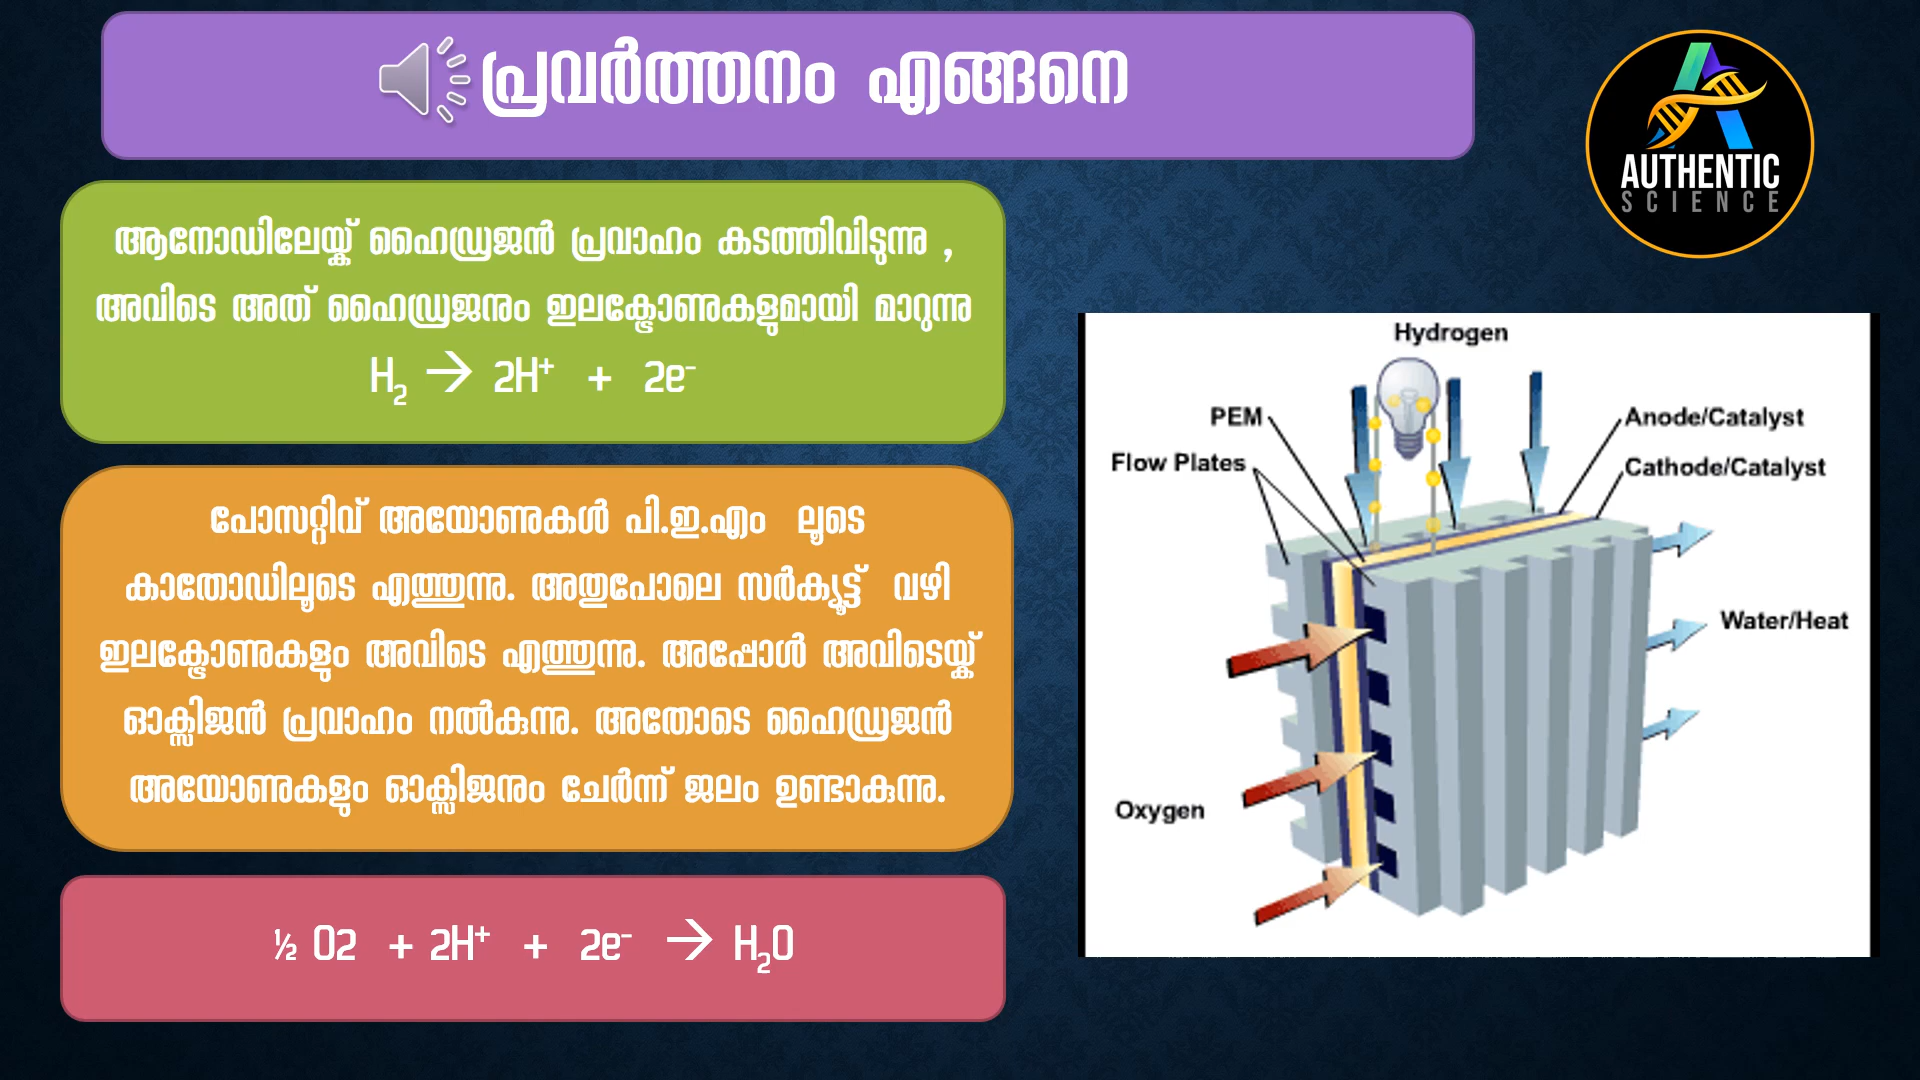 പ്രവർത്തനം എങ്ങനെ
AUTHENTIC
SCIENCE
ആനോഡിലേയ്ക്ക് ഹൈഡ്രജൻ പ്രവാഹം കടത്തിവിടുന്നു ,
അവിടെ അത് ഹൈഡ്രജനും ഇലക്ട്രോണുകളുമായി മാറുന്നു
H₂ → 2H⁺ + 2e⁻
പോസറ്റിവ് അയോണുകൾ പി.ഇ.എം ലൂടെ
കാതോഡിലൂടെ എത്തുന്നു. അതുപോലെ സർക്യൂട്ട് വഴി
ഇലക്ട്രോണുകളും അവിടെ എത്തുന്നു. അപ്പോൾ അവിടെയ്ക്ക്
ഓക്സിജൻ പ്രവാഹം നൽകുന്നു. അതോടെ ഹൈഡ്രജൻ
അയോണുകളും ഓക്സിജനും ചേർന്ന് ജലം ഉണ്ടാകുന്നു.
½ O2 + 2H⁺ + 2e⁻ → H₂O
Hydrogen
PEM
Anode/Catalyst
Flow Plates
Cathode/Catalyst
Water/Heat
Oxygen